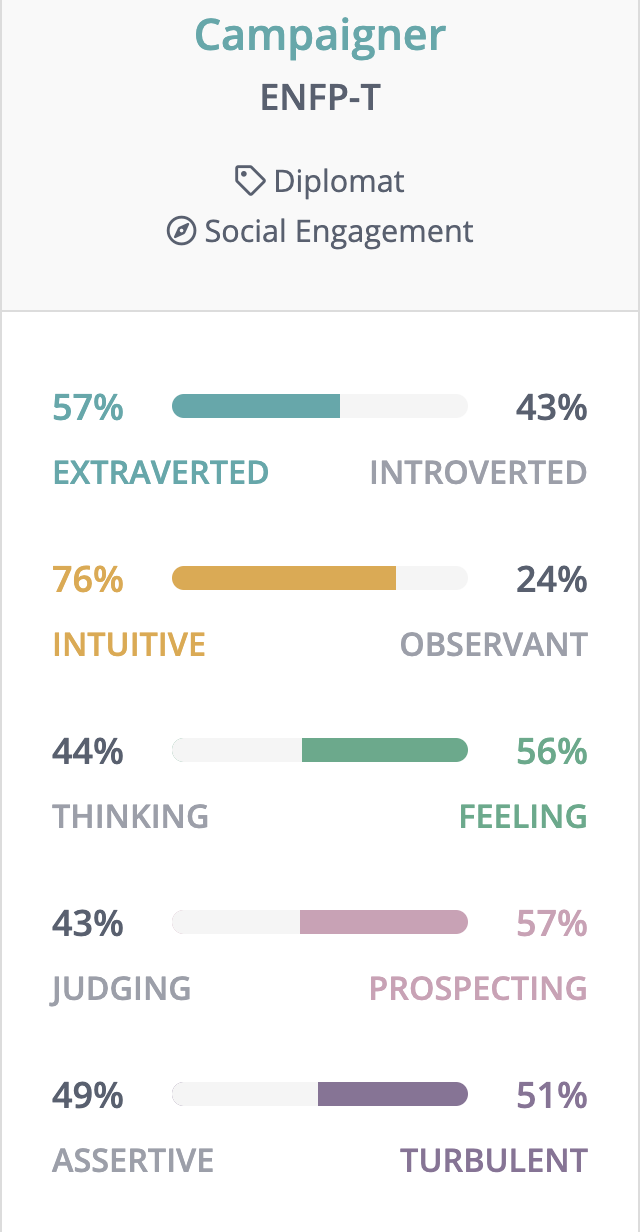 Campaigner
ENFP-T
Diplomat
Social Engagement
57% 43%
EXTRAVERTED INTROVERTED
76% 24%
INTUITIVE OBSERVANT
44% 56%
THINKING FEELING
43% 57%
JUDGING PROSPECTING
49% 51%
ASSERTIVE TURBULENT